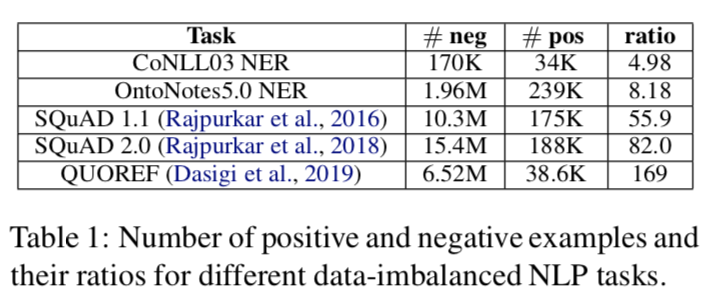 Task # neg # pos ratio
CoNLL03 NER 170K 34K 4.98
OntoNotes5.0 NER 1.96M 239K 8.18
SQuAD 1.1 (Rajpurkar et al., 2016) 10.3M 175K 55.9
SQuAD 2.0 (Rajpurkar et al., 2018) 15.4M 188K 82.0
QUOREF (Dasigi et al., 2019) 6.52M 38.6K 169
Table 1: Number of positive and negative examples and
their ratios for different data-imbalanced NLP tasks.